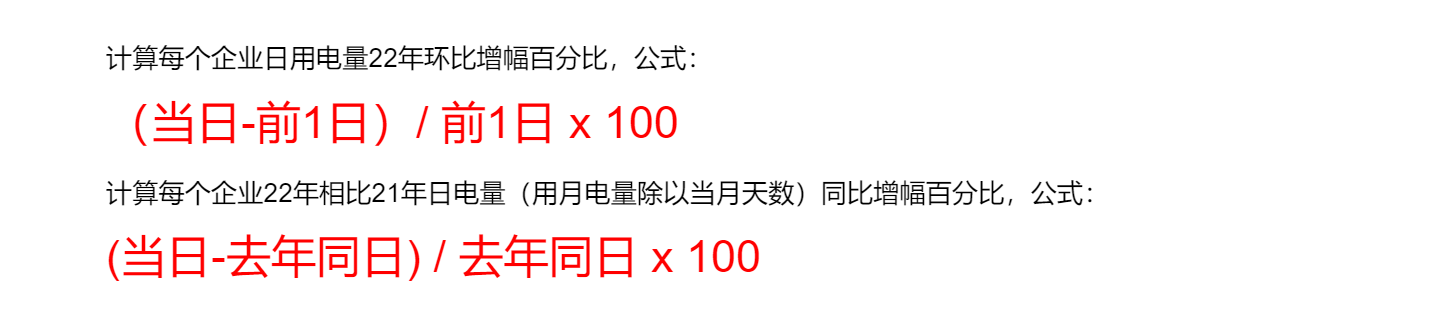 计算每个企业日用电量22年环比增幅百分比，公式：
（当日-前1日）/ 前1日 x 100
计算每个企业22年相比21年日电量（用月电量除以当月天数）同比增幅百分比，公式：
(当日-去年同日) / 去年同日 x 100